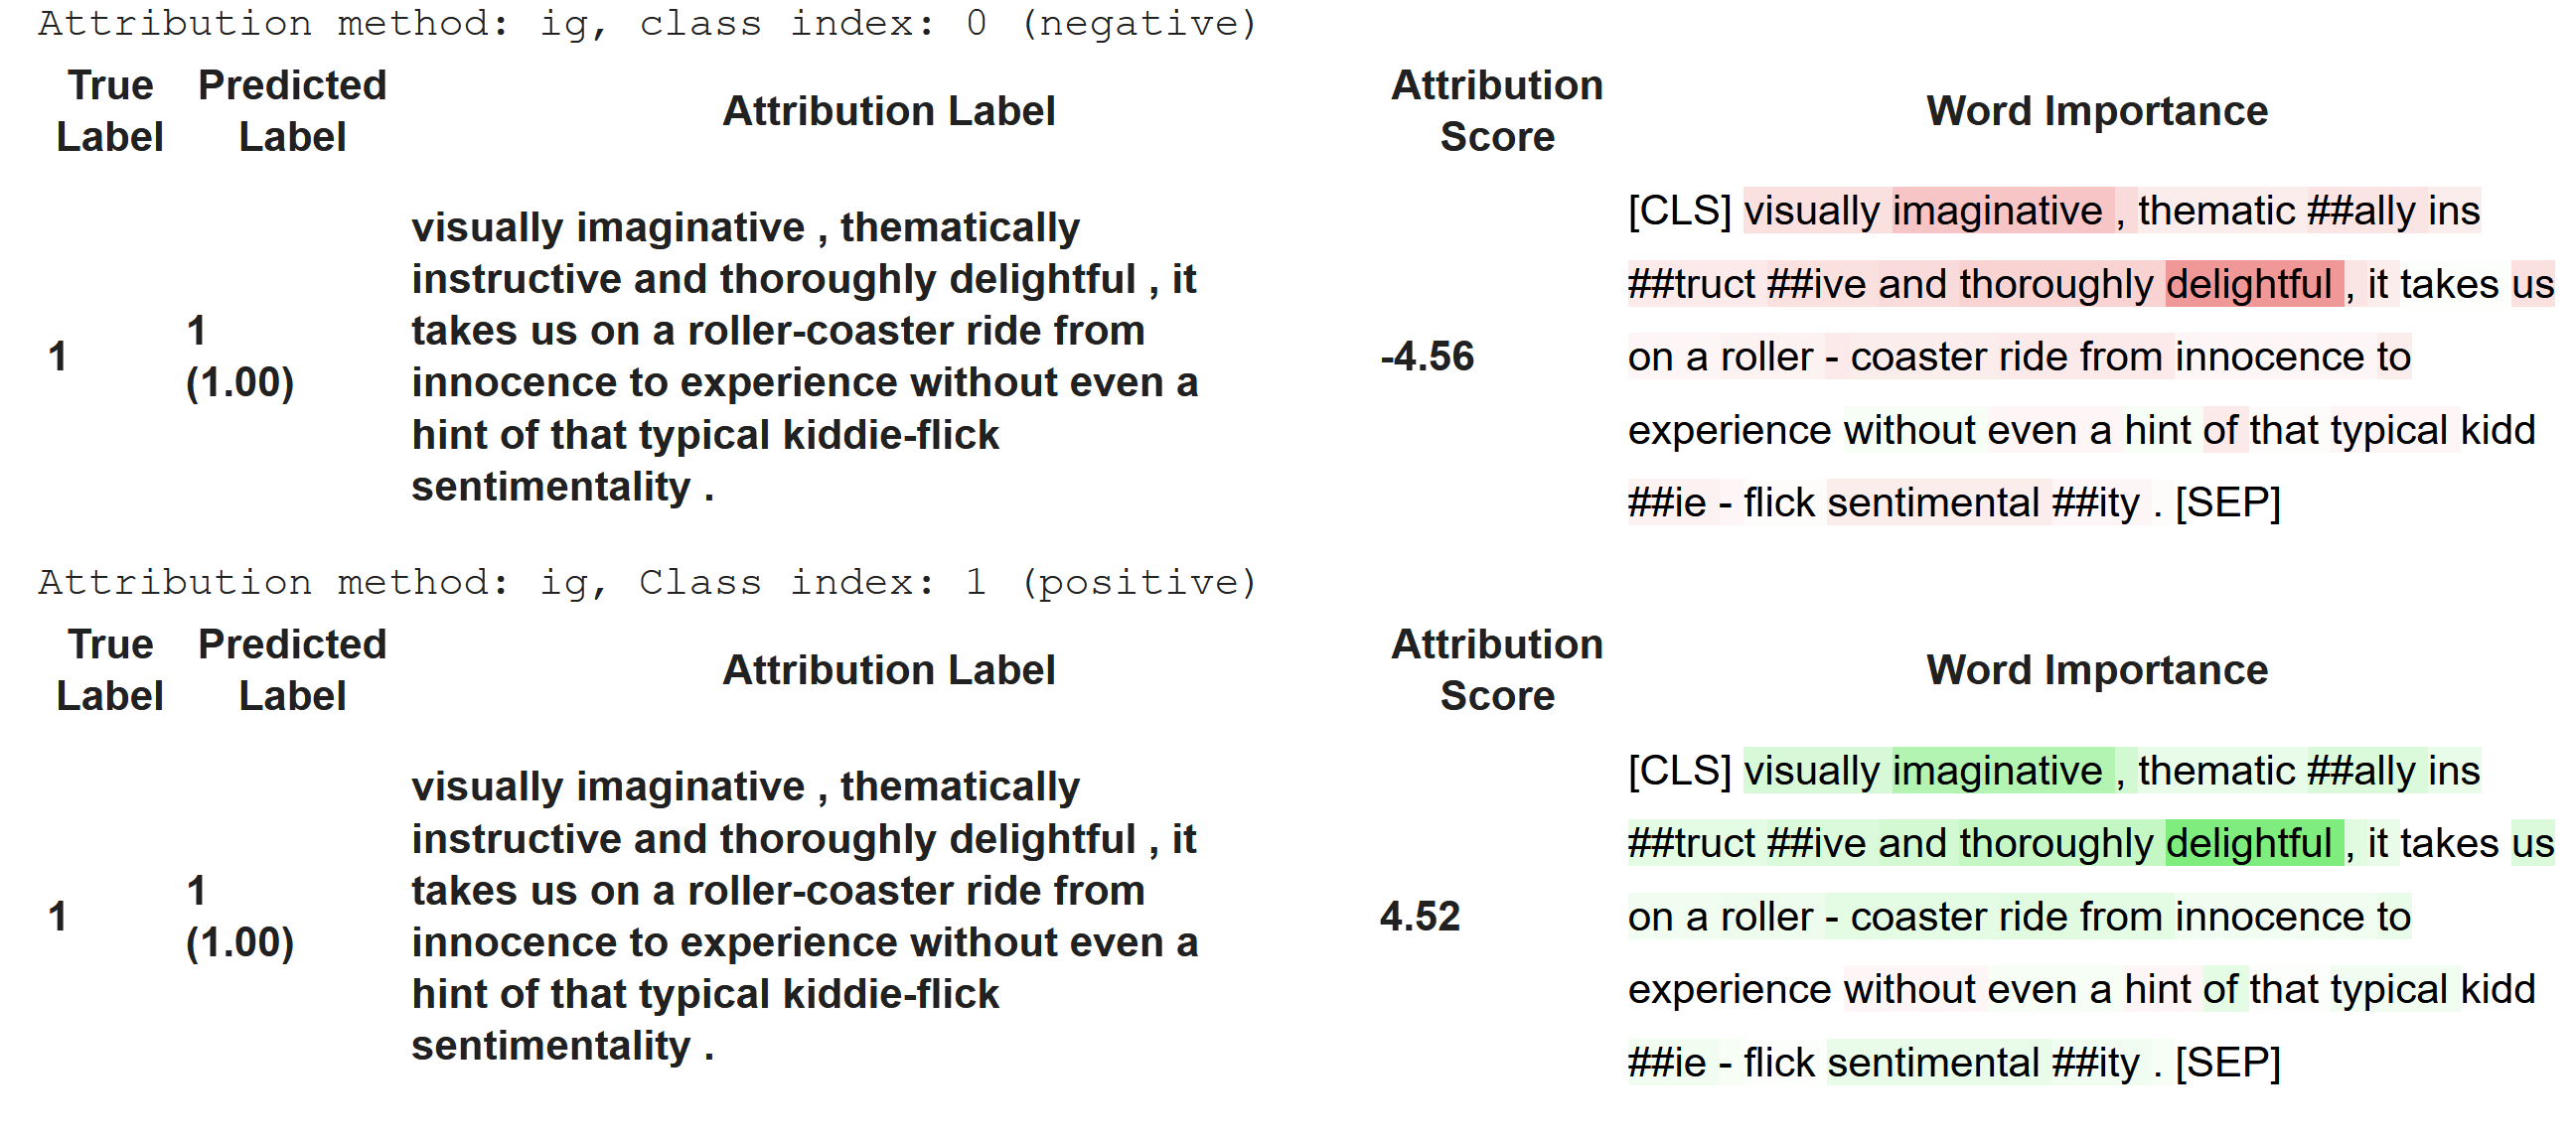 Attribution method: ig, class index: 0 (negative)
True Label
Predicted Label
Attribution Label
Attribution Score
Word Importance
1
1 (1.00)
visually imaginative , thematically
instructive and thoroughly delightful , it
takes us on a roller-coaster ride from
innocence to experience without even a
hint of that typical kiddie-flick
sentimentality .
-4.56
[CLS] visually imaginative , thematic ##ally ins
##truct ##ive and thoroughly delightful , it takes us
on a roller - coaster ride from innocence to
experience without even a hint of that typical kidd
##ie - flick sentimental ##ity . [SEP]
Attribution method: ig, Class index: 1 (positive)
True Label
Predicted Label
Attribution Label
Attribution Score
Word Importance
1
1 (1.00)
visually imaginative , thematically
instructive and thoroughly delightful , it
takes us on a roller-coaster ride from
innocence to experience without even a
hint of that typical kiddie-flick
sentimentality .
4.52
[CLS] visually imaginative , thematic ##ally ins
##truct ##ive and thoroughly delightful , it takes us
on a roller - coaster ride from innocence to
experience without even a hint of that typical kidd
##ie - flick sentimental ##ity . [SEP]